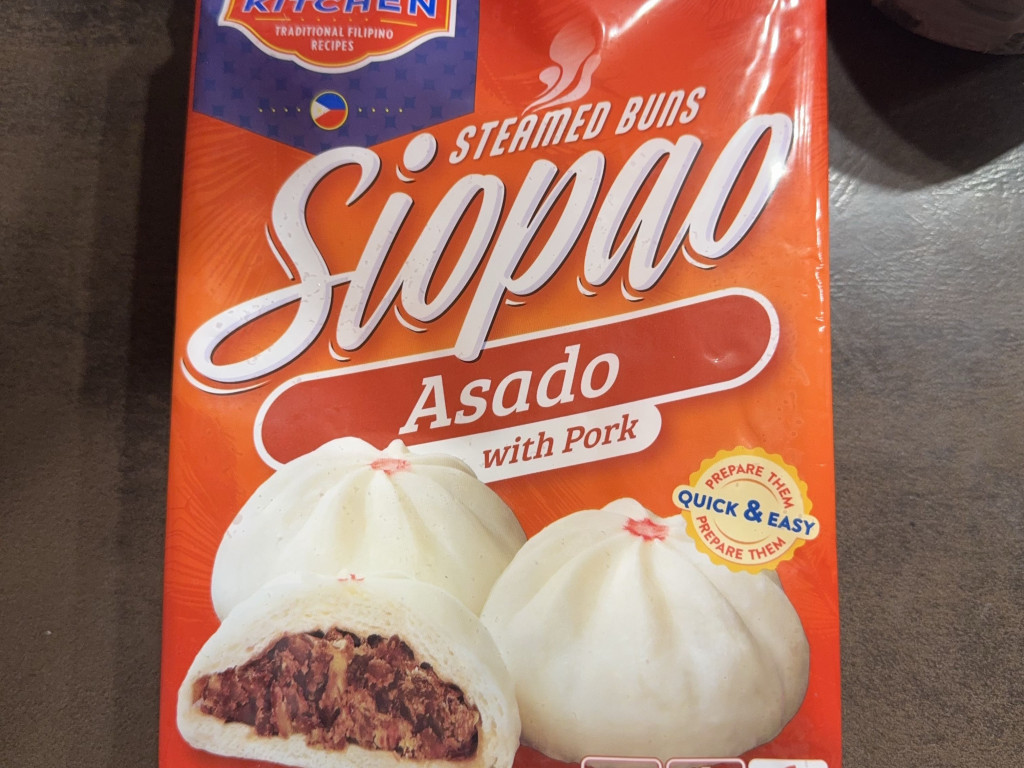 KITCHEN
TRADITIONAL FILIPINO
RECIPES
STEAMED BUNS
Siopao
Asado
with Pork
PREPARE THEM
QUICK & EASY
PREPARE THEM